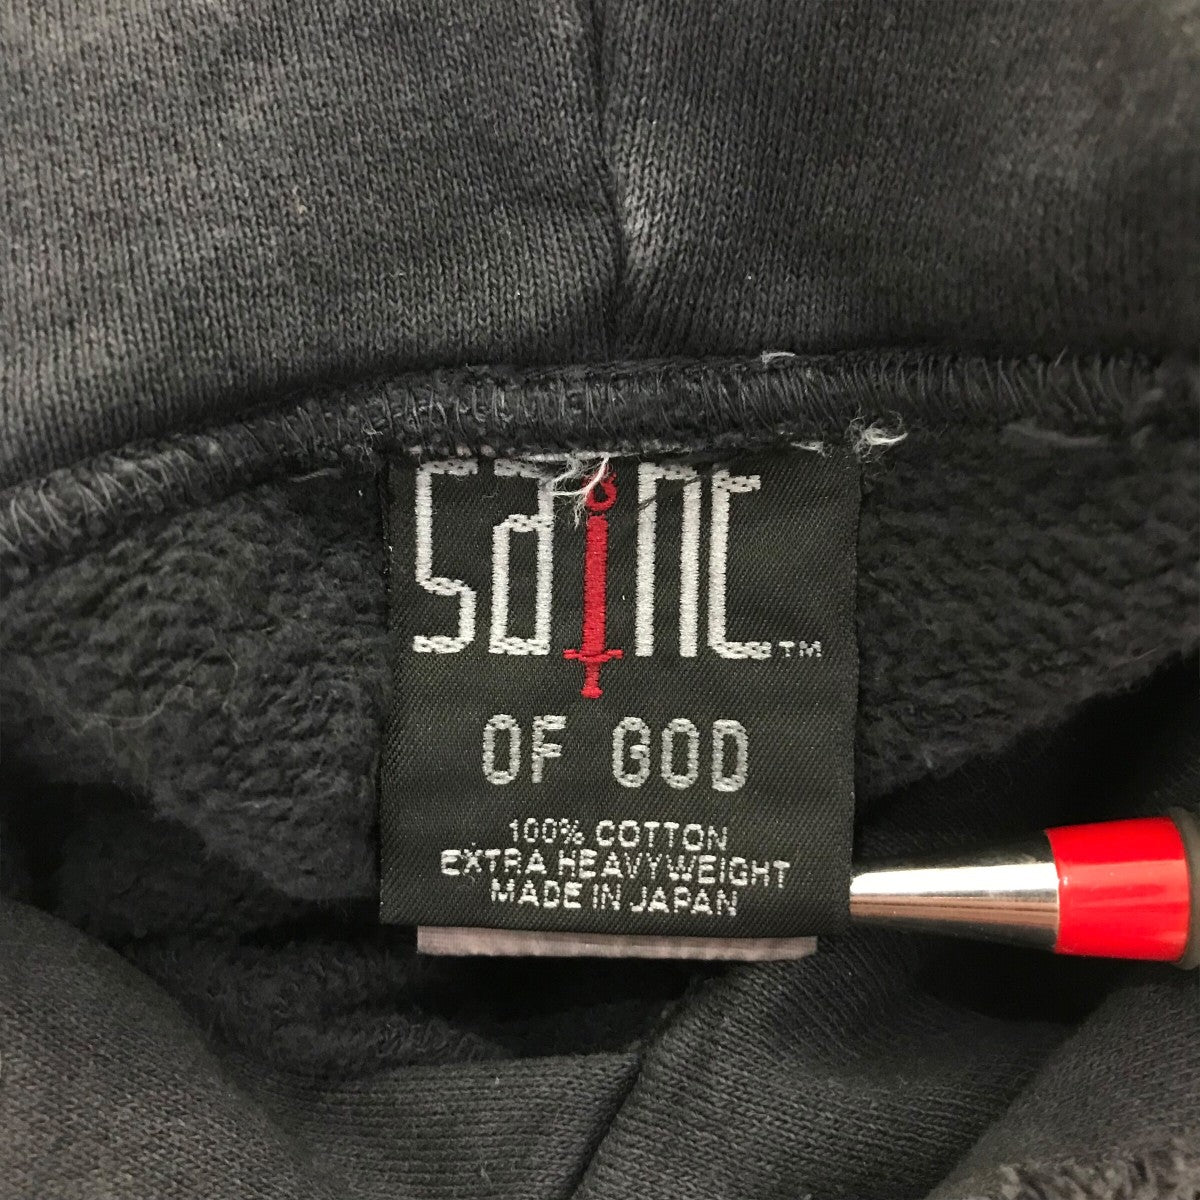 SaiNt™
OF GOD
100% COTTON
EXTRA HEAVYWEIGHT
MADE IN JAPAN